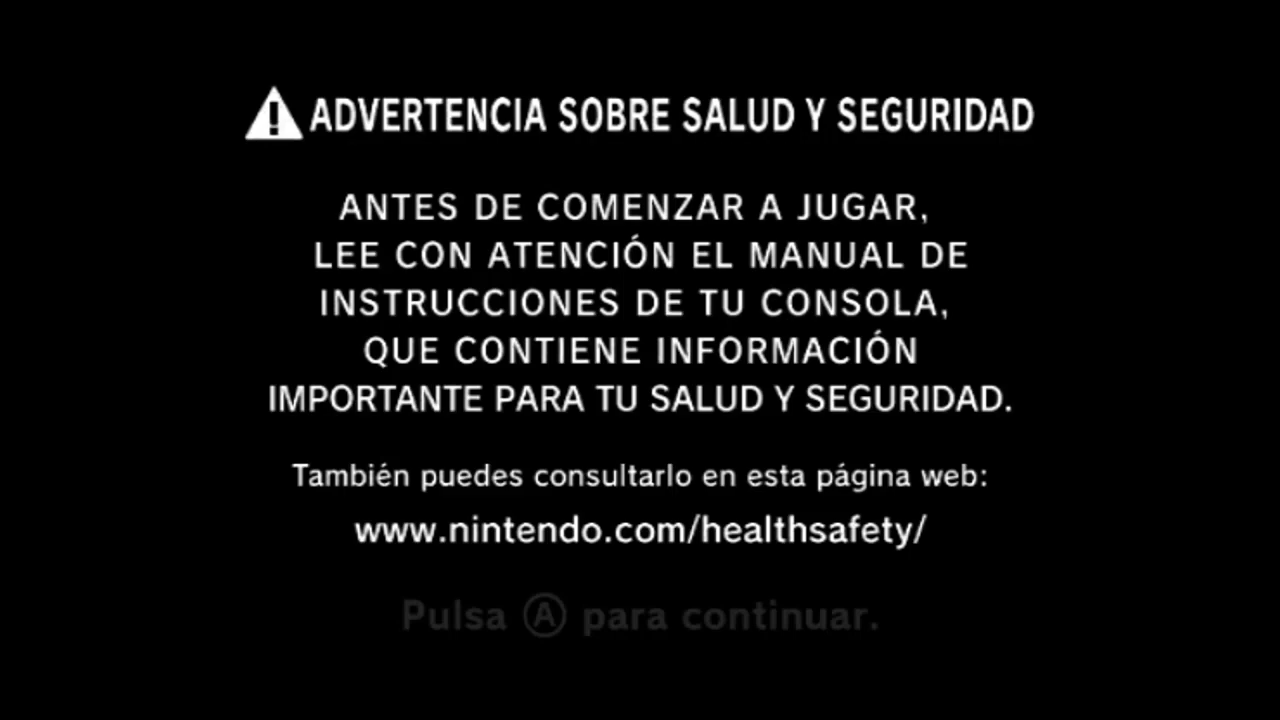 ADVERTENCIA SOBRE SALUD Y SEGURIDAD
ANTES DE COMENZAR A JUGAR,
LEE CON ATENCIÓN EL MANUAL DE
INSTRUCCIONES DE TU CONSOLA,
QUE CONTIENE INFORMACIÓN
IMPORTANTE PARA TU SALUD Y SEGURIDAD.
También puedes consultarlo en esta página web:
www.nintendo.com/healthsafety/
Pulsa Ⓐ para continuar.